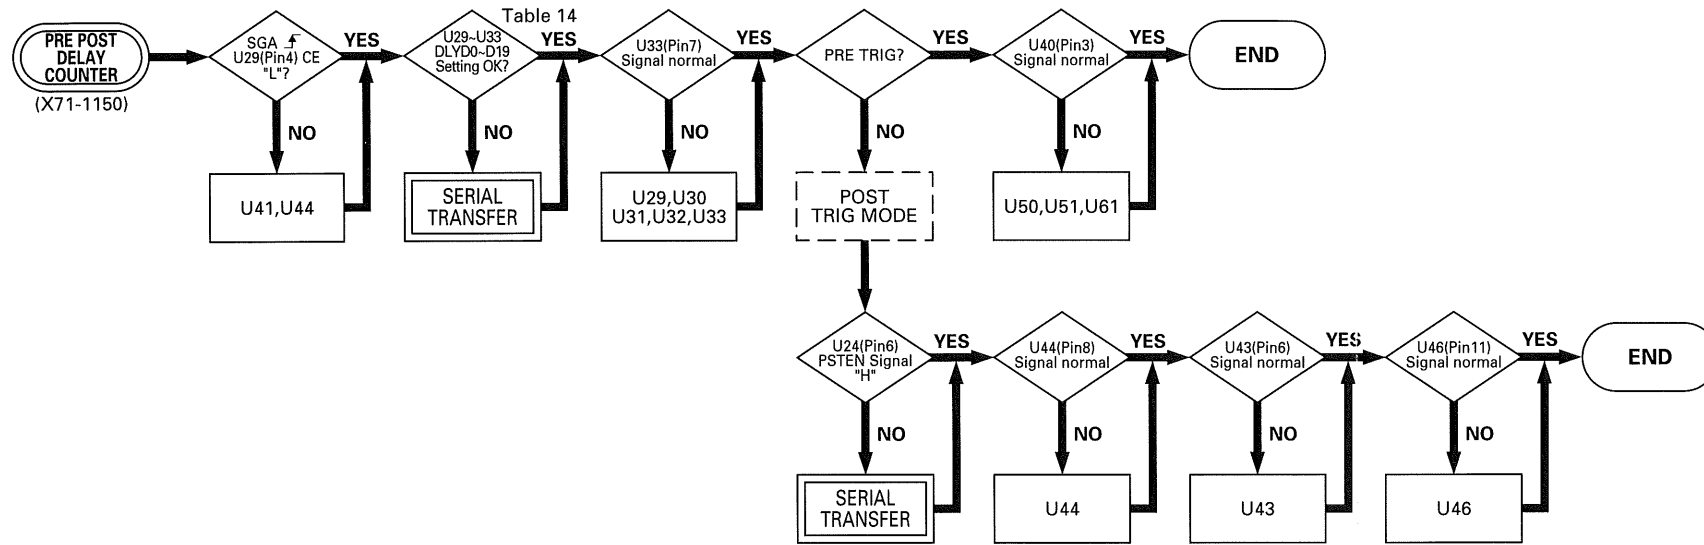 Table 14
PRE POST
DELAY
COUNTER
(X71-1150)
SGA
U29(Pin4) CE
"L"?
YES
NO
U41,U44
U29~U33
DLYD0~D19
Setting OK?
YES
NO
SERIAL
TRANSFER
U33(Pin7)
Signal normal
YES
NO
U29,U30
U31,U32,U33
PRE TRIG?
YES
NO
POST
TRIG MODE
U40(Pin3)
Signal normal
YES
NO
U50,U51,U61
END
U24(Pin6)
PSTEN Signal
"H"
YES
NO
SERIAL
TRANSFER
U44(Pin8)
Signal normal
YES
NO
U44
U43(Pin6)
Signal normal
YES
NO
U43
U46(Pin11)
Signal normal
YES
NO
U46
END